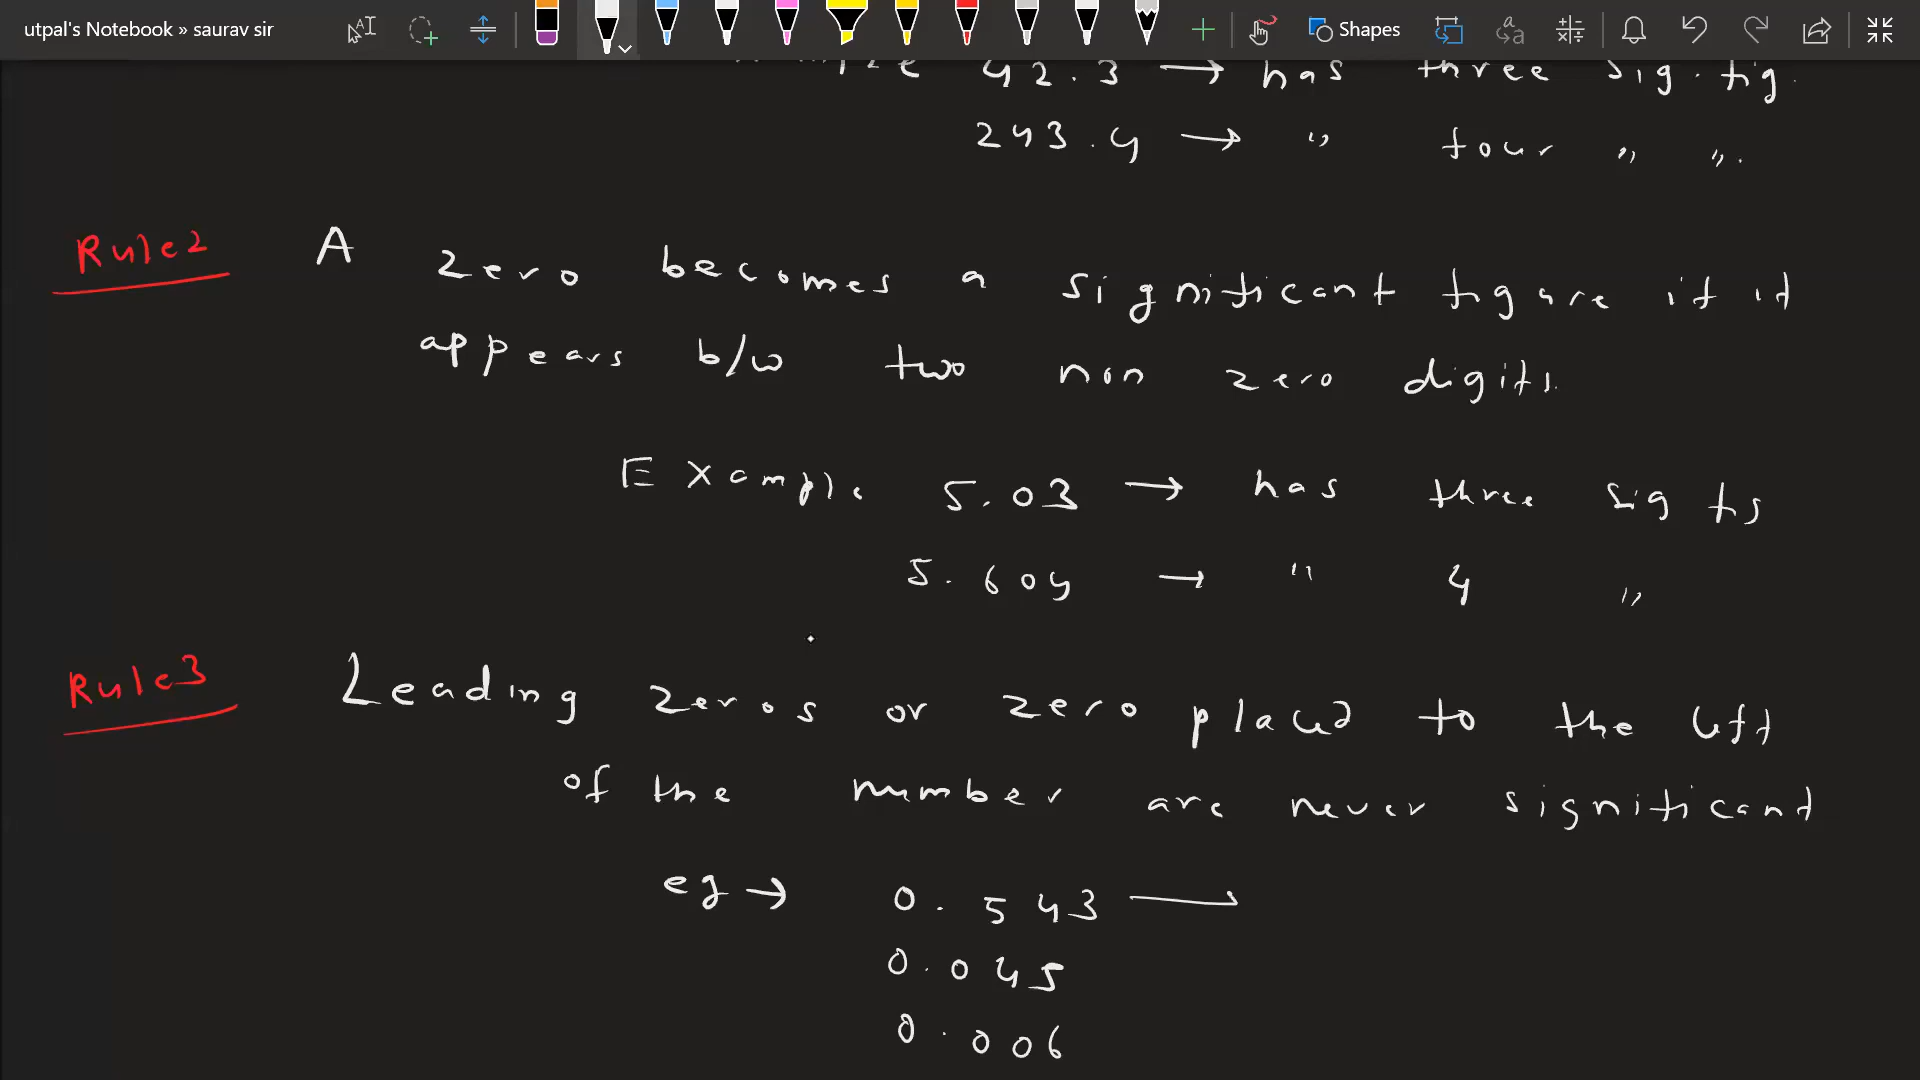 utpal's Notebook » saurav sir
Shapes
42.3 → has three sig. fig.
243.4 → " four " ".
Rule2 A zero becomes a significant figure if it
appears b/w two non zero digits.
Example 5.03 → has three sig fs
5.604 → " 4 "
Rule3 Leading zeros or zero placed to the left
of the number are never significant
eg → 0.543 →
0.045
0.006